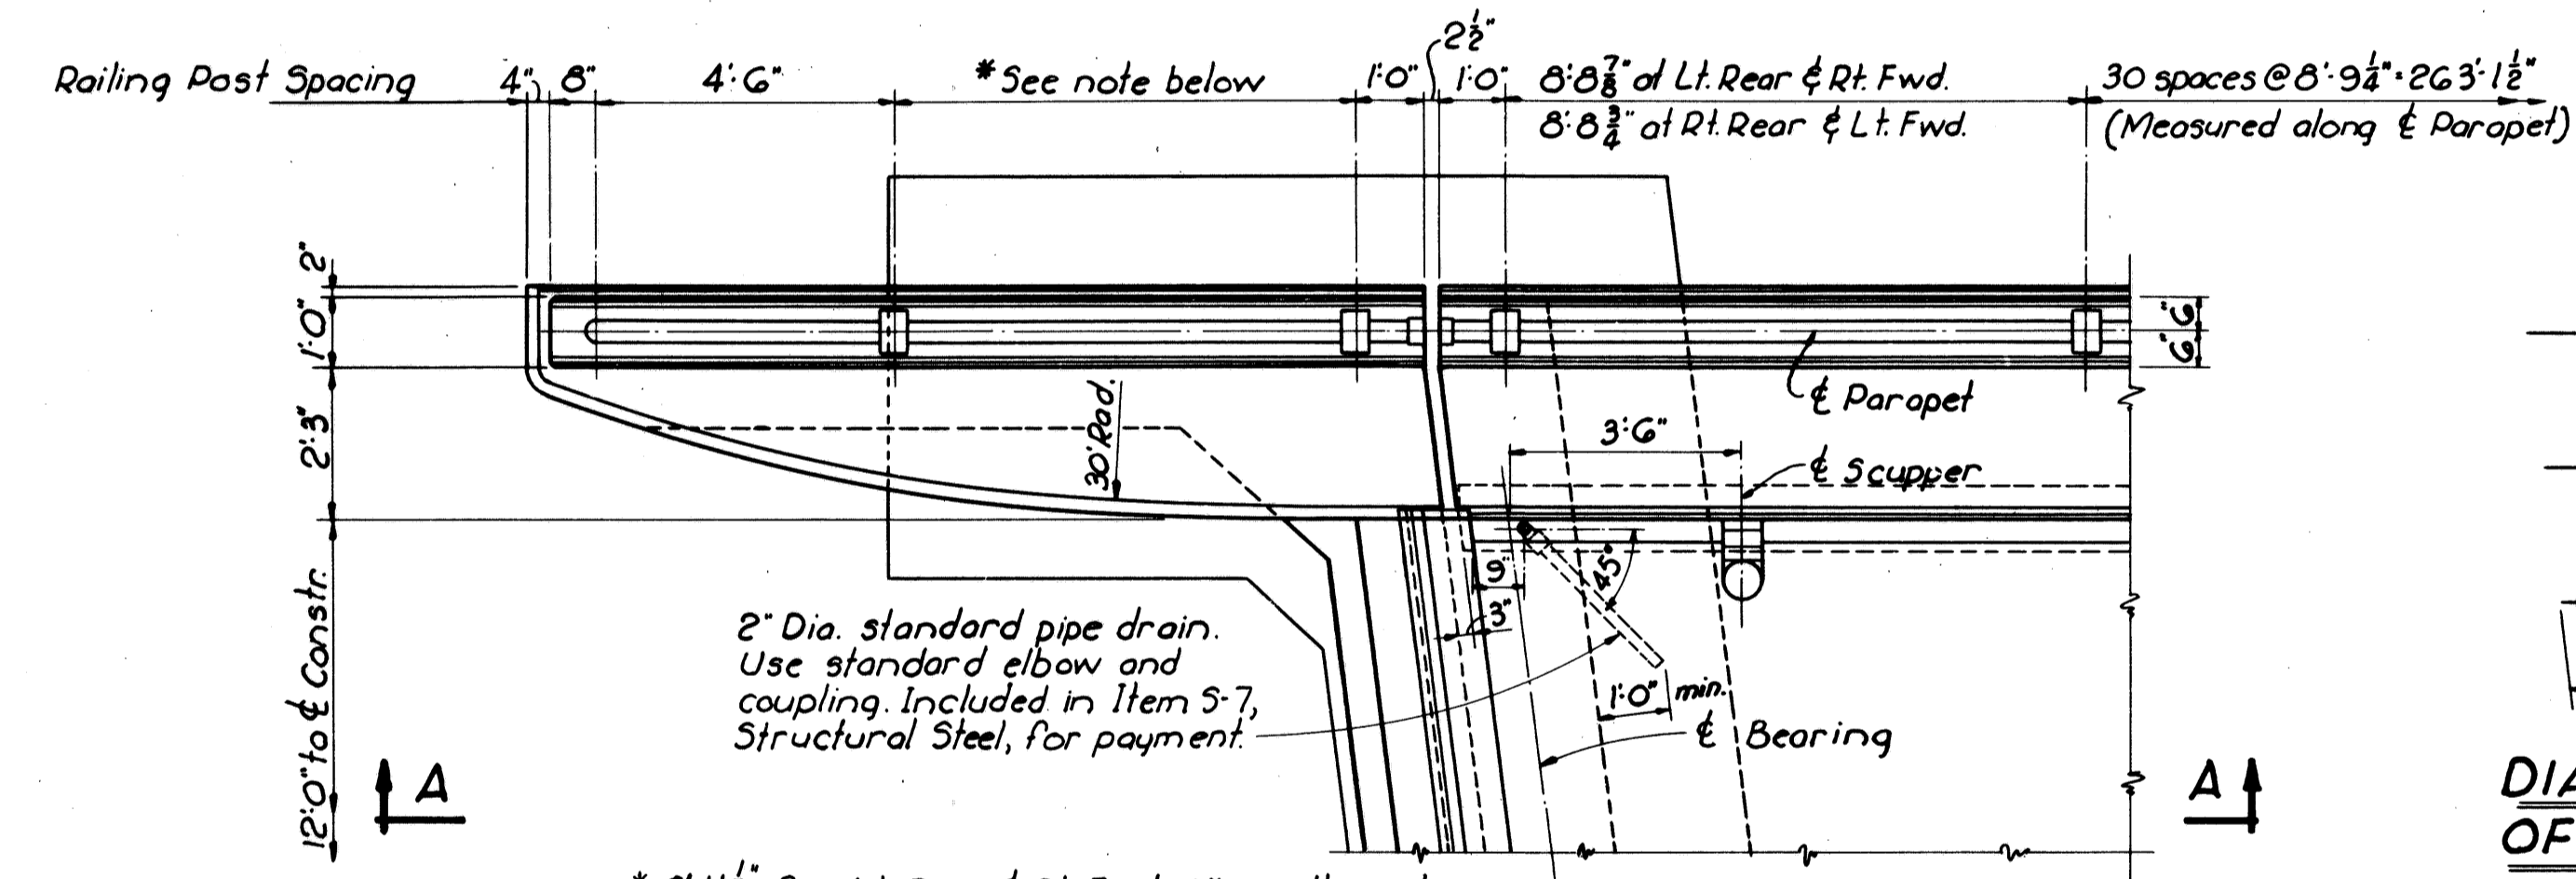 2½"
Railing Post Spacing 4" 8" 4'-6" *See note below 1'-0" 1'-0" 8'-8⅞" at Lt. Rear & Rt. Fwd. 30 spaces @ 8'-9¼" = 263'-1½"
8'-8¾" at Rt. Rear & Lt. Fwd. (Measured along ℄ Parapet)
2"
1'-0"
6"
6"
℄ Parapet
2'-3"
30' Rad.
3'-6"
℄ Scupper
9"
45°
3"
2" Dia. standard pipe drain.
Use standard elbow and
coupling. Included in Item S-7,
Structural Steel, for payment.
1'-0" min.
℄ Bearing
12'-0" to ℄ Constr.
A
A
DIA
OF